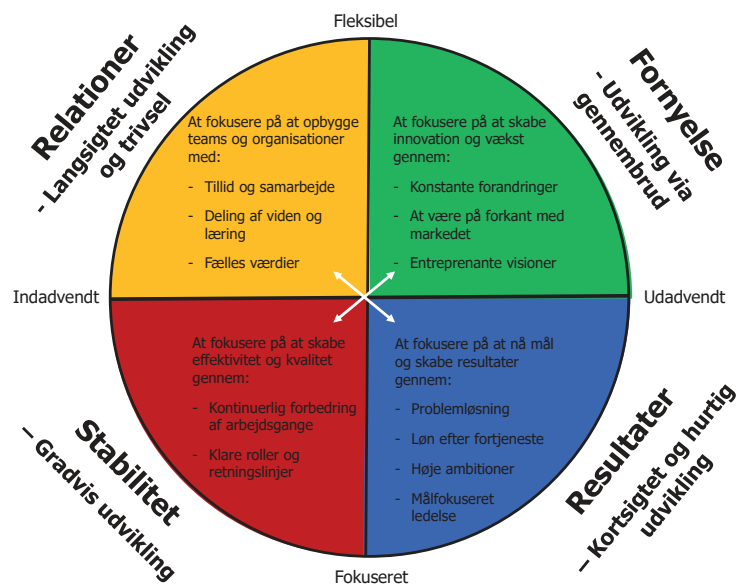 Fleksibel
Relationer
- Langsigtet udvikling
og trivsel
Fornyelse
- Udvikling via
gennembrud
At fokusere på at opbygge
teams og organisationer
med:
- Tillid og samarbejde
- Deling af viden og
læring
- Fælles værdier
At fokusere på at skabe
innovation og vækst
gennem:
- Konstante forandringer
- At være på forkant med
markedet
- Entreprenante visioner
Indadvendt
Udadvendt
At fokusere på at skabe
effektivitet og kvalitet
gennem:
- Kontinuerlig forbedring
af arbejdsgange
- Klare roller og
retningslinjer
At fokusere på at nå mål
og skabe resultater
gennem:
- Problemløsning
- Løn efter fortjeneste
- Høje ambitioner
- Målfokuseret
ledelse
Stabilitet
– Gradvis udvikling
Resultater
– Kortsigtet og hurtig
udvikling
Fokuseret